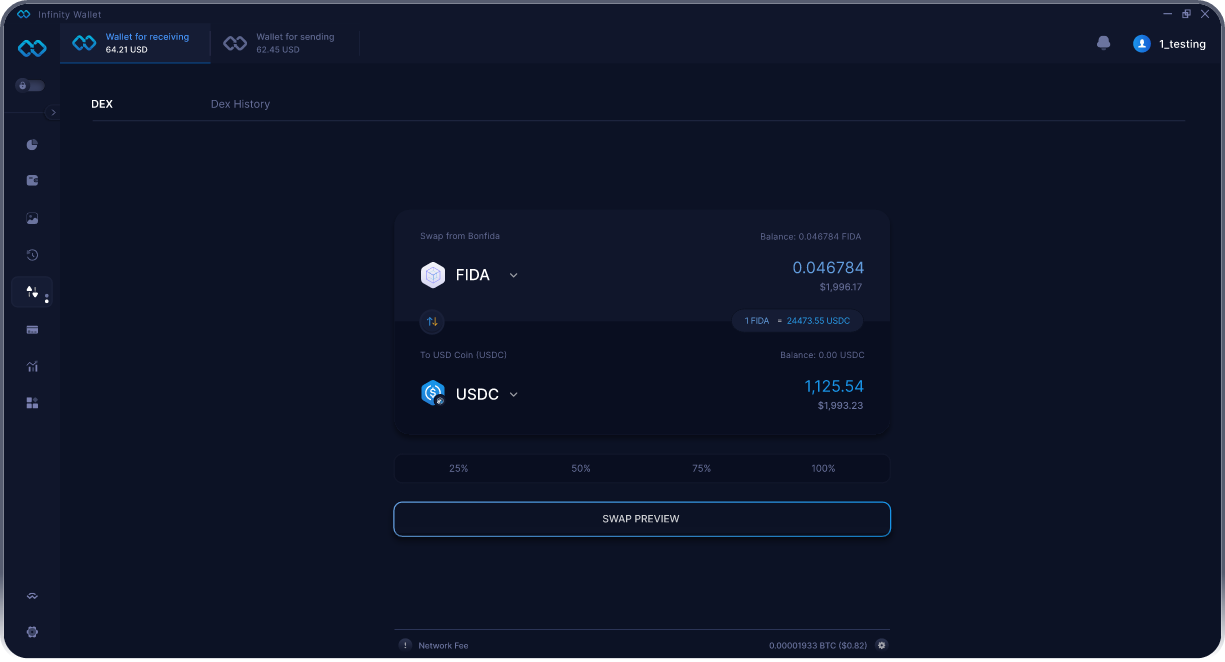 Infinity Wallet
Wallet for receiving
64.21 USD
Wallet for sending
62.45 USD
1_testing
DEX
Dex History
Swap from Bonfida
Balance: 0.046784 FIDA
FIDA
0.046784
$1,996.17
1 FIDA = 24473.55 USDC
To USD Coin (USDC)
Balance: 0.00 USDC
USDC
1,125.54
$1,993.23
25% 50% 75% 100%
SWAP PREVIEW
Network Fee
0.00001933 BTC ($0.82)